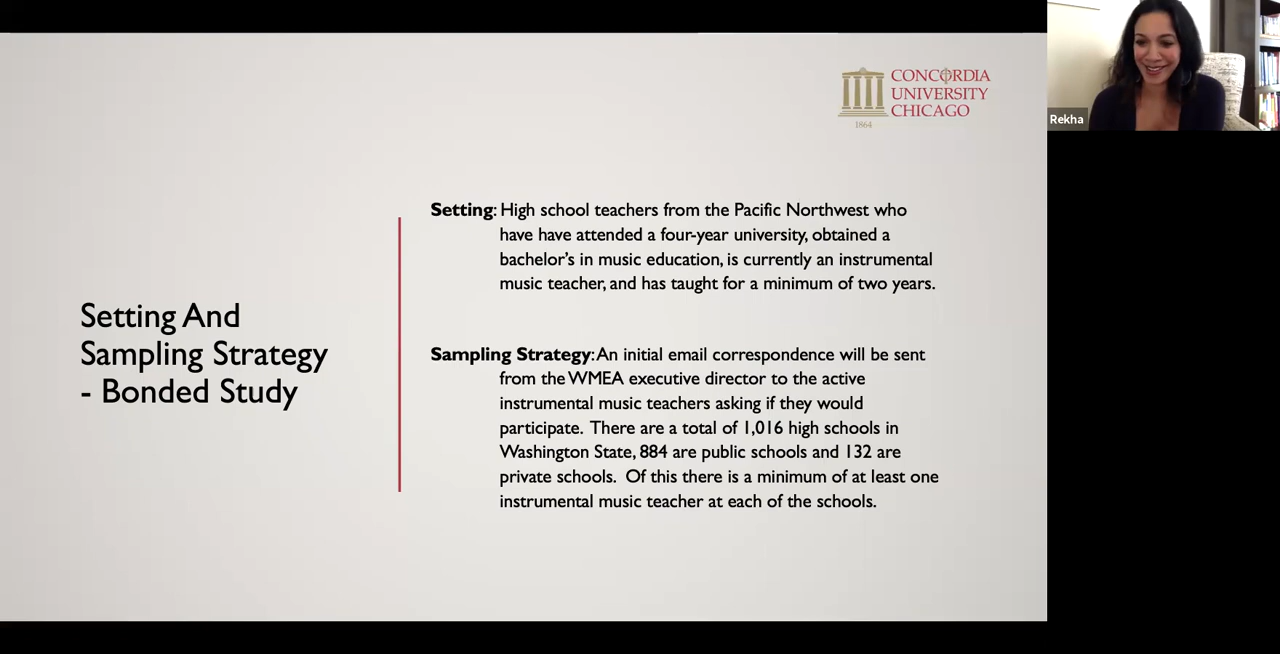 CONCORDIA
UNIVERSITY
CHICAGO
1864
Rekha
Setting And
Sampling Strategy
- Bonded Study
Setting: High school teachers from the Pacific Northwest who
have have attended a four-year university, obtained a
bachelor's in music education, is currently an instrumental
music teacher, and has taught for a minimum of two years.
Sampling Strategy: An initial email correspondence will be sent
from the WMEA executive director to the active
instrumental music teachers asking if they would
participate.  There are a total of 1,016 high schools in
Washington State, 884 are public schools and 132 are
private schools.  Of this there is a minimum of at least one
instrumental music teacher at each of the schools.